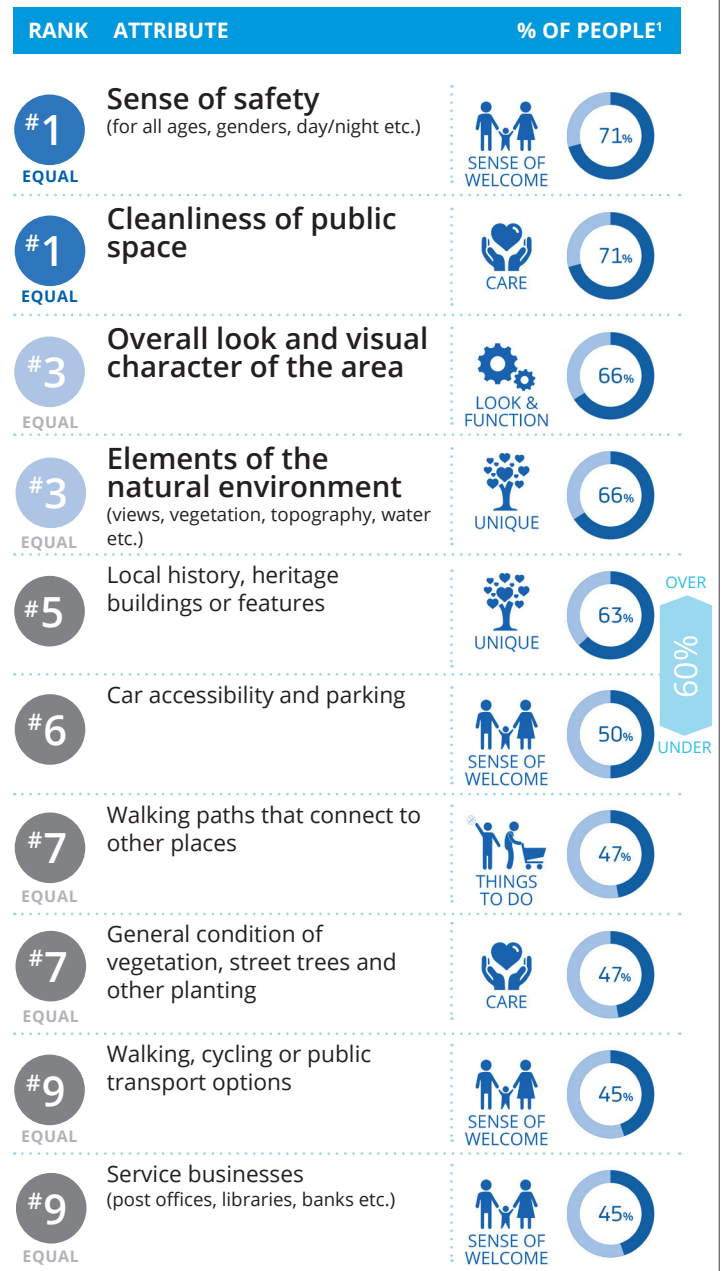 RANK ATTRIBUTE % OF PEOPLE¹
#1
EQUAL
Sense of safety
(for all ages, genders, day/night etc.)
SENSE OF
WELCOME
71%
#1
EQUAL
Cleanliness of public
space
CARE
71%
#3
EQUAL
Overall look and visual
character of the area
LOOK &
FUNCTION
66%
#3
EQUAL
Elements of the
natural environment
(views, vegetation, topography, water
etc.)
UNIQUE
66%
#5
Local history, heritage
buildings or features
UNIQUE
63%
OVER
60%
UNDER
#6
Car accessibility and parking
SENSE OF
WELCOME
50%
#7
EQUAL
Walking paths that connect to
other places
THINGS
TO DO
47%
#7
EQUAL
General condition of
vegetation, street trees and
other planting
CARE
47%
#9
EQUAL
Walking, cycling or public
transport options
SENSE OF
WELCOME
45%
#9
EQUAL
Service businesses
(post offices, libraries, banks etc.)
SENSE OF
WELCOME
45%